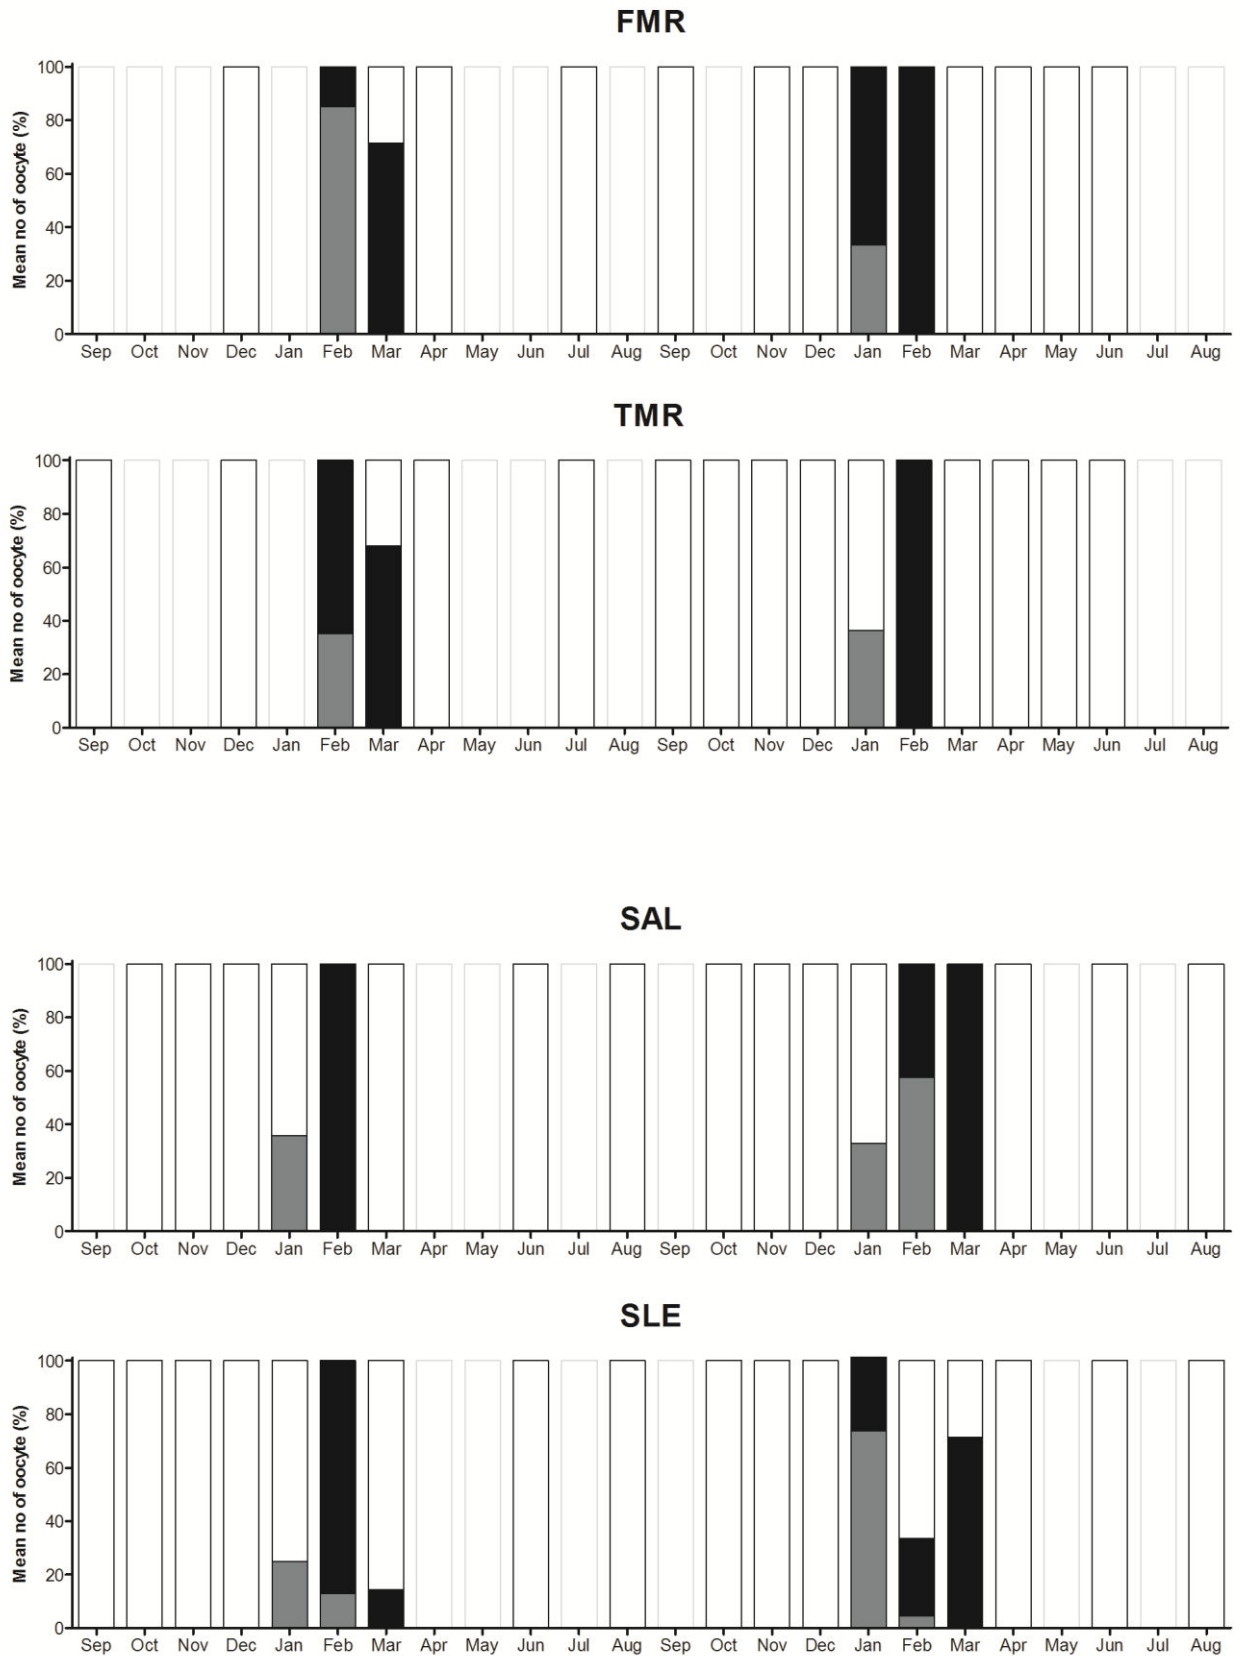 FMR
Mean no of oocyte (%)
100
80
60
40
20
0
Sep Oct Nov Dec Jan Feb Mar Apr May Jun Jul Aug Sep Oct Nov Dec Jan Feb Mar Apr May Jun Jul Aug
TMR
Mean no of oocyte (%)
100
80
60
40
20
0
Sep Oct Nov Dec Jan Feb Mar Apr May Jun Jul Aug Sep Oct Nov Dec Jan Feb Mar Apr May Jun Jul Aug
SAL
Mean no of oocyte (%)
100
80
60
40
20
0
Sep Oct Nov Dec Jan Feb Mar Apr May Jun Jul Aug Sep Oct Nov Dec Jan Feb Mar Apr May Jun Jul Aug
SLE
Mean no of oocyte (%)
100
80
60
40
20
0
Sep Oct Nov Dec Jan Feb Mar Apr May Jun Jul Aug Sep Oct Nov Dec Jan Feb Mar Apr May Jun Jul Aug